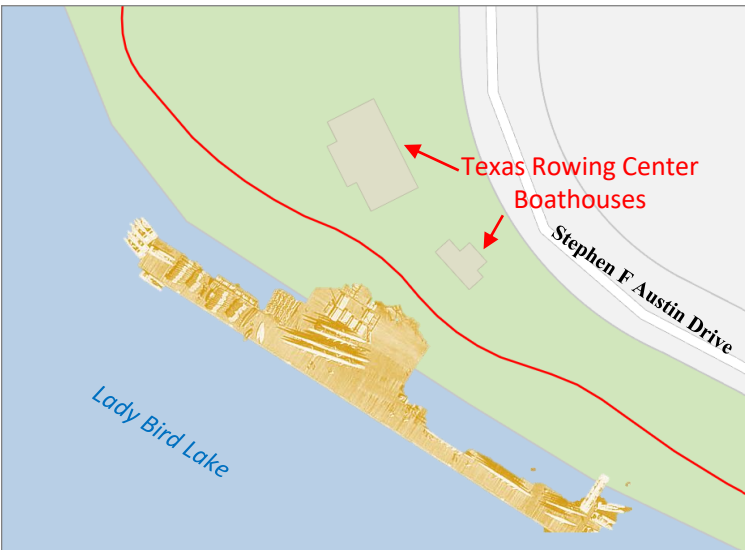 Texas Rowing Center
Boathouses
Stephen F Austin Drive
Lady Bird Lake